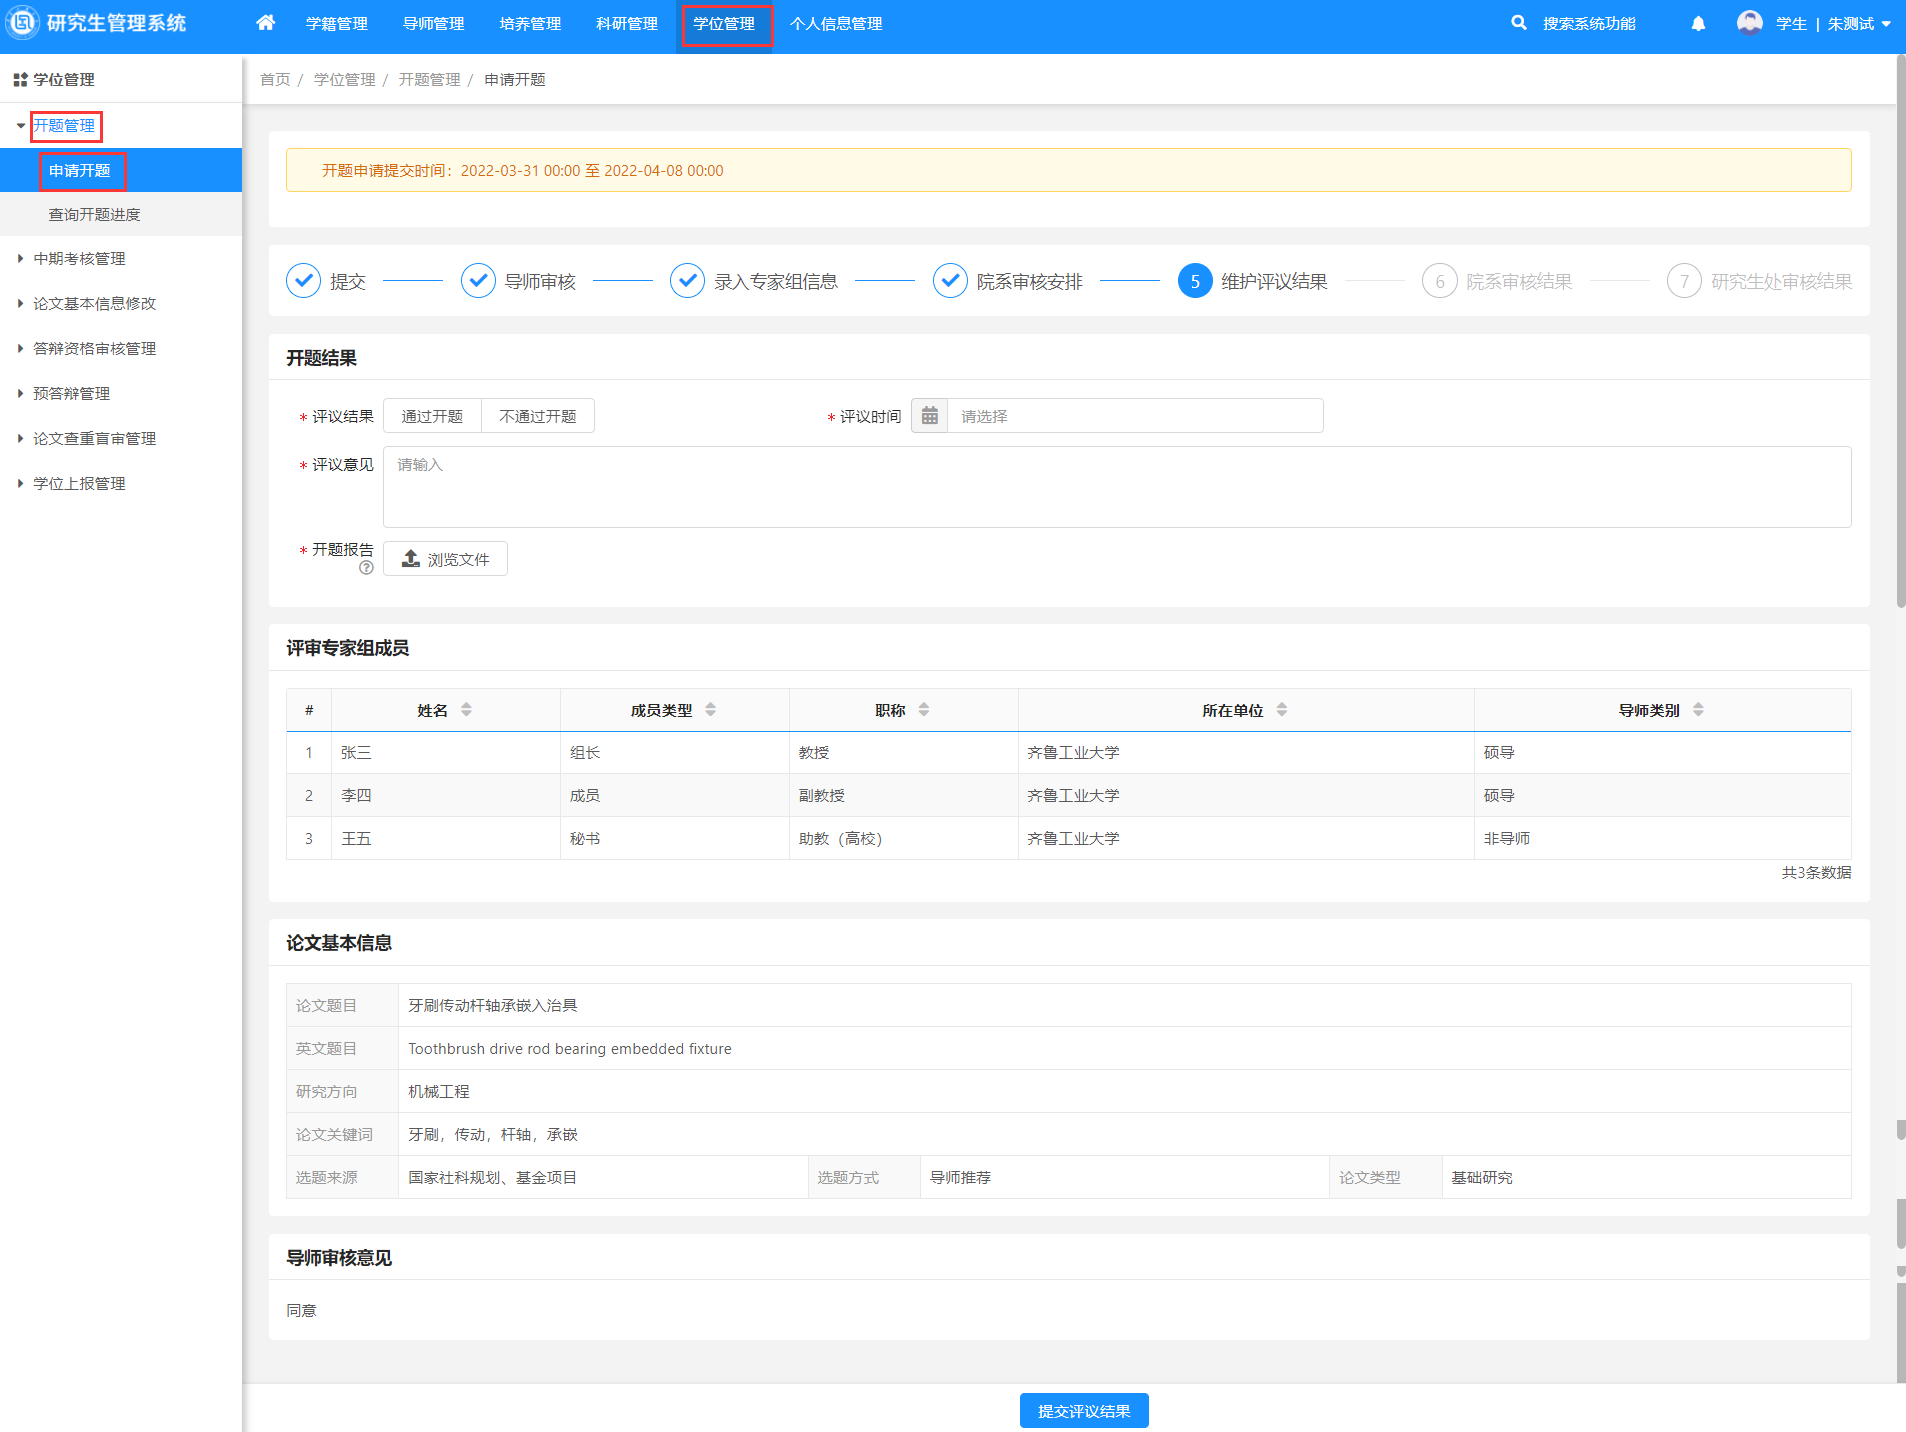 研究生管理系统
学籍管理 导师管理 培养管理 科研管理 学位管理 个人信息管理 搜索系统功能 学生 | 朱测试
学位管理
开题管理
申请开题
查询开题进度
中期考核管理
论文基本信息修改
答辩资格审核管理
预答辩管理
论文查重盲审管理
学位上报管理
首页 / 学位管理 / 开题管理 / 申请开题
开题申请提交时间：2022-03-31 00:00 至 2022-04-08 00:00
提交 导师审核 录入专家组信息 院系审核安排 5 维护评议结果 6 院系审核结果 7 研究生处审核结果
开题结果
* 评议结果 通过开题 不通过开题 * 评议时间 请选择
* 评议意见 请输入
* 开题报告 ? 浏览文件
评审专家组成员
# 姓名 成员类型 职称 所在单位 导师类别
1 张三 组长 教授 齐鲁工业大学 硕导
2 李四 成员 副教授 齐鲁工业大学 硕导
3 王五 秘书 助教（高校） 齐鲁工业大学 非导师
共3条数据
论文基本信息
论文题目 牙刷传动杆轴承嵌入治具
英文题目 Toothbrush drive rod bearing embedded fixture
研究方向 机械工程
论文关键词 牙刷，传动，杆轴，承嵌
选题来源 国家社科规划、基金项目 选题方式 导师推荐 论文类型 基础研究
导师审核意见
同意
提交评议结果